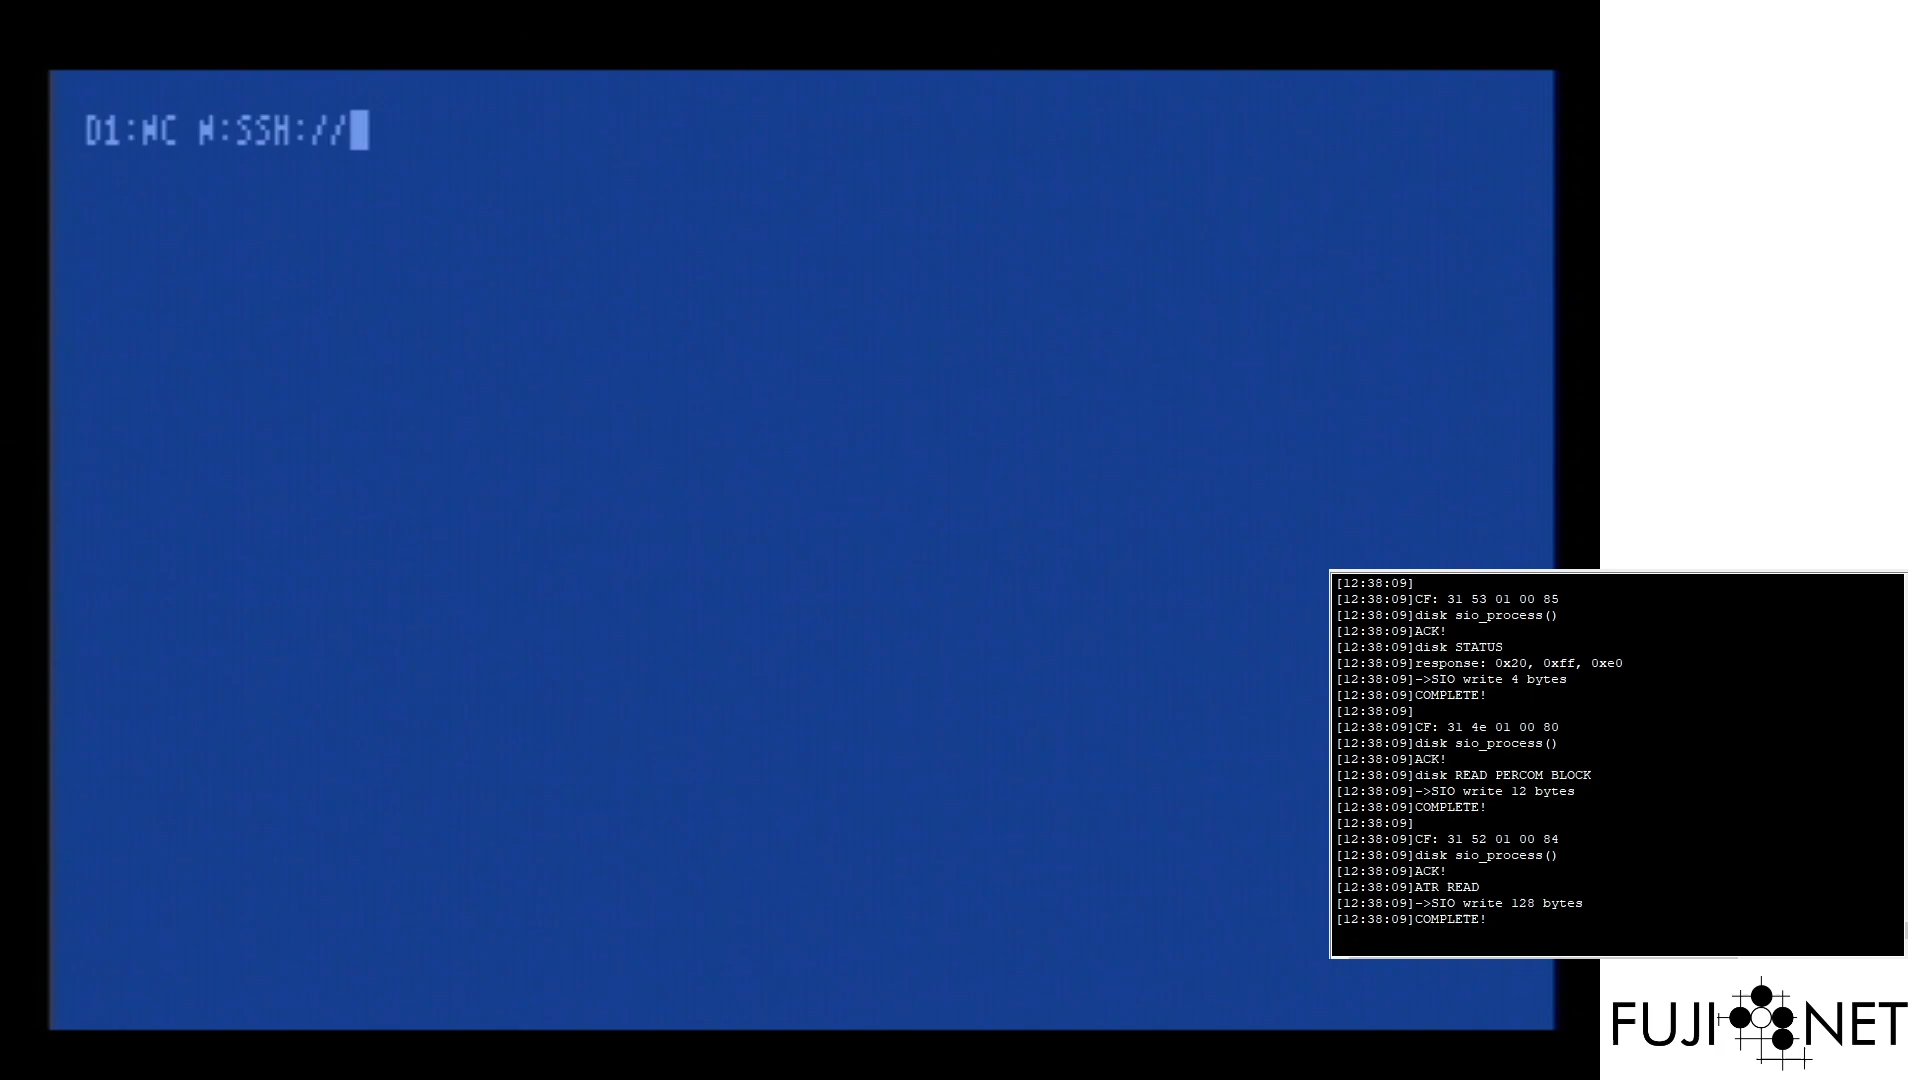 D1:NC N:SSH://
[12:38:09]
[12:38:09]CF: 31 53 01 00 85
[12:38:09]disk sio_process()
[12:38:09]ACK!
[12:38:09]disk STATUS
[12:38:09]response: 0x20, 0xff, 0xe0
[12:38:09]->SIO write 4 bytes
[12:38:09]COMPLETE!
[12:38:09]
[12:38:09]CF: 31 4e 01 00 80
[12:38:09]disk sio_process()
[12:38:09]ACK!
[12:38:09]disk READ PERCOM BLOCK
[12:38:09]->SIO write 12 bytes
[12:38:09]COMPLETE!
[12:38:09]
[12:38:09]CF: 31 52 01 00 84
[12:38:09]disk sio_process()
[12:38:09]ACK!
[12:38:09]ATR READ
[12:38:09]->SIO write 128 bytes
[12:38:09]COMPLETE!
FUJI NET